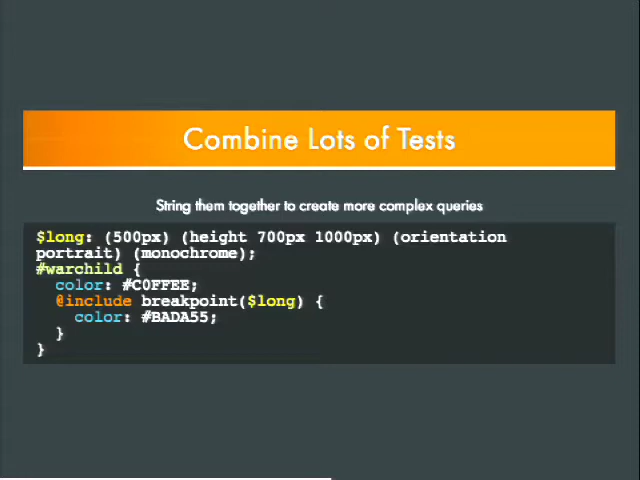 Combine Lots of Tests
String them together to create more complex queries
$long: (500px) (height 700px 1000px) (orientation
portrait) (monochrome);
#warchild {
  color: #C0FFEE;
  @include breakpoint($long) {
    color: #BADA55;
  }
}